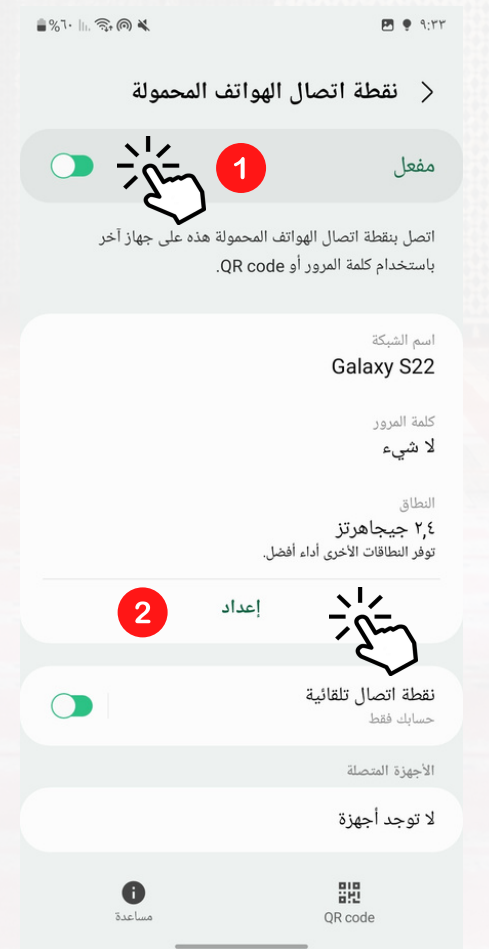 ٩:٣٣
%٦٠
نقطة اتصال الهواتف المحمولة
مفعل
1
اتصل بنقطة اتصال الهواتف المحمولة هذه على جهاز آخر
باستخدام كلمة المرور أو QR code.
اسم الشبكة
Galaxy S22
كلمة المرور
لا شيء
النطاق
٢,٤ جيجاهرتز
توفر النطاقات الأخرى أداء أفضل.
إعداد
2
نقطة اتصال تلقائية
حسابك فقط
الأجهزة المتصلة
لا توجد أجهزة
QR code
مساعدة